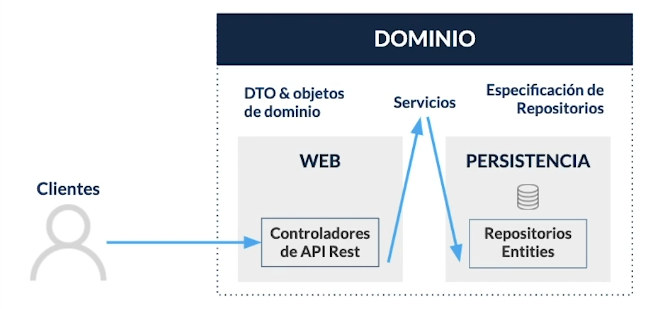 DOMINIO
DTO & objetos
de dominio
Servicios
Especificación de
Repositorios
WEB
PERSISTENCIA
Clientes
Controladores
de API Rest
Repositorios
Entities